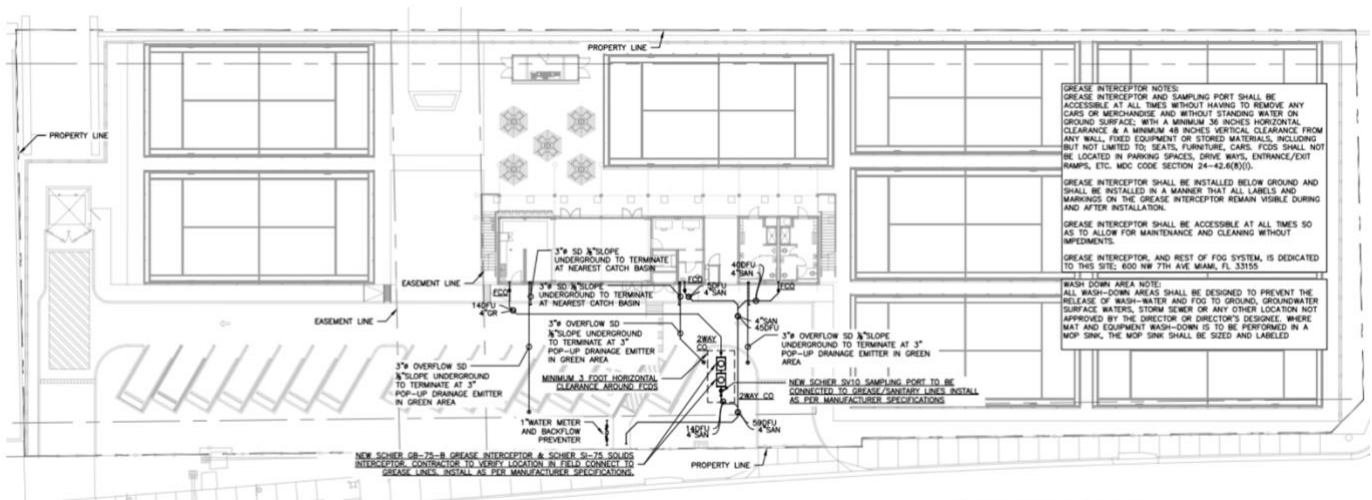 PROPERTY LINE
PROPERTY LINE
GREASE INTERCEPTOR NOTES:
GREASE INTERCEPTOR AND SAMPLING PORT SHALL BE
ACCESSIBLE AT ALL TIMES WITHOUT HAVING TO REMOVE ANY
CARS OR MERCHANDISE AND WITHOUT STANDING WATER ON
GROUND SURFACE; WITH A MINIMUM 36 INCHES HORIZONTAL
CLEARANCE & A MINIMUM 48 INCHES VERTICAL CLEARANCE FROM
ANY WALL, FIXED EQUIPMENT OR STORED MATERIALS, INCLUDING
BUT NOT LIMITED TO; SEATS, FURNITURE, CARS. FCDS SHALL NOT
BE LOCATED IN PARKING SPACES, DRIVE WAYS, ENTRANCE/EXIT
RAMPS, ETC. MDC CODE SECTION 24-42.6(8)(I).
GREASE INTERCEPTOR SHALL BE INSTALLED BELOW GROUND AND
SHALL BE INSTALLED IN A MANNER THAT ALL LABELS AND
MARKINGS ON THE GREASE INTERCEPTOR REMAIN VISIBLE DURING
AND AFTER INSTALLATION.
GREASE INTERCEPTOR SHALL BE ACCESSIBLE AT ALL TIMES SO
AS TO ALLOW FOR MAINTENANCE AND CLEANING WITHOUT
IMPEDIMENTS.
GREASE INTERCEPTOR, AND REST OF FOG SYSTEM, IS DEDICATED
TO THIS SITE; 600 NW 7TH AVE MIAMI, FL 33155
WASH DOWN AREA NOTE:
ALL WASH-DOWN AREAS SHALL BE DESIGNED TO PREVENT THE
RELEASE OF WASH-WATER AND FOG TO GROUND, GROUNDWATER
SURFACE WATERS, STORM SEWER OR ANY OTHER LOCATION NOT
APPROVED BY THE DIRECTOR OR DIRECTOR'S DESIGNEE. WHERE
MAT AND EQUIPMENT WASH-DOWN IS TO BE PERFORMED IN A
MOP SINK, THE MOP SINK SHALL BE SIZED AND LABELED
3"ø SD ⅛"SLOPE
UNDERGROUND TO TERMINATE
AT NEAREST CATCH BASIN
EASEMENT LINE
FCO
3"ø SD ⅛"SLOPE
UNDERGROUND TO TERMINATE
AT NEAREST CATCH BASIN
FCO
5DFU
4"SAN
40DFU
4"SAN
FCO
14DFU
4"GR
EASEMENT LINE
4"SAN
45DFU
3"ø OVERFLOW SD
⅛"SLOPE UNDERGROUND
TO TERMINATE AT 3"
POP-UP DRAINAGE EMITTER
IN GREEN AREA
2WAY
CO
3"ø OVERFLOW SD ⅛"SLOPE
UNDERGROUND TO TERMINATE AT 3"
POP-UP DRAINAGE EMITTER IN GREEN
AREA
3"ø OVERFLOW SD
⅛"SLOPE UNDERGROUND
TO TERMINATE AT 3"
POP-UP DRAINAGE EMITTER
IN GREEN AREA
MINIMUM 3 FOOT HORIZONTAL
CLEARANCE AROUND FCDS
NEW SCHIER SV10 SAMPLING PORT TO BE
CONNECTED TO GREASE/SANITARY LINES INSTALL
AS PER MANUFACTURER SPECIFICATIONS
2WAY CO
1"WATER METER
AND BACKFLOW
PREVENTER
14DFU
4"SAN
59DFU
4"SAN
NEW SCHIER GB-75-B GREASE INTERCEPTOR & SCHIER SI-75 SOLIDS
INTERCEPTOR. CONTRACTOR TO VERIFY LOCATION IN FIELD CONNECT TO
GREASE LINES. INSTALL AS PER MANUFACTURER SPECIFICATIONS.
PROPERTY LINE